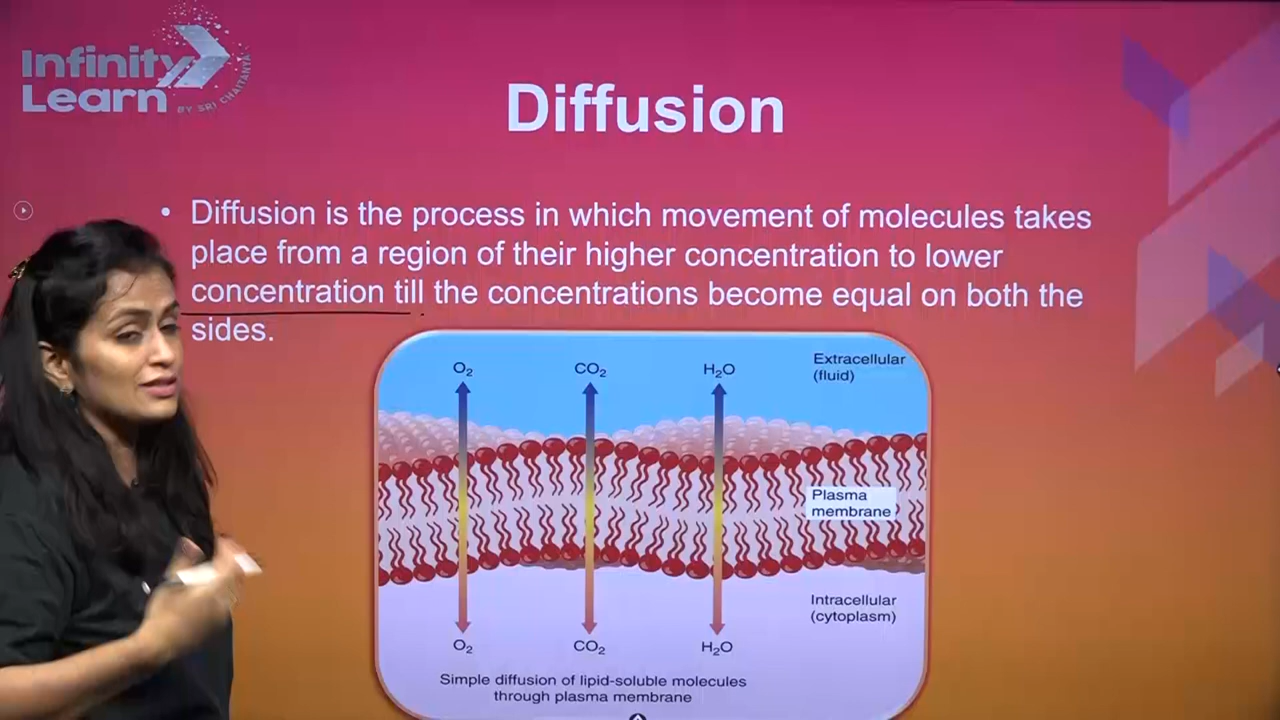 Infinity
Learn
BY SRI CHAITANYA
Diffusion
• Diffusion is the process in which movement of molecules takes
place from a region of their higher concentration to lower
concentration till the concentrations become equal on both the
sides.
O₂
CO₂
H₂O
Extracellular
(fluid)
Plasma
membrane
Intracellular
(cytoplasm)
O₂
CO₂
H₂O
Simple diffusion of lipid-soluble molecules
through plasma membrane